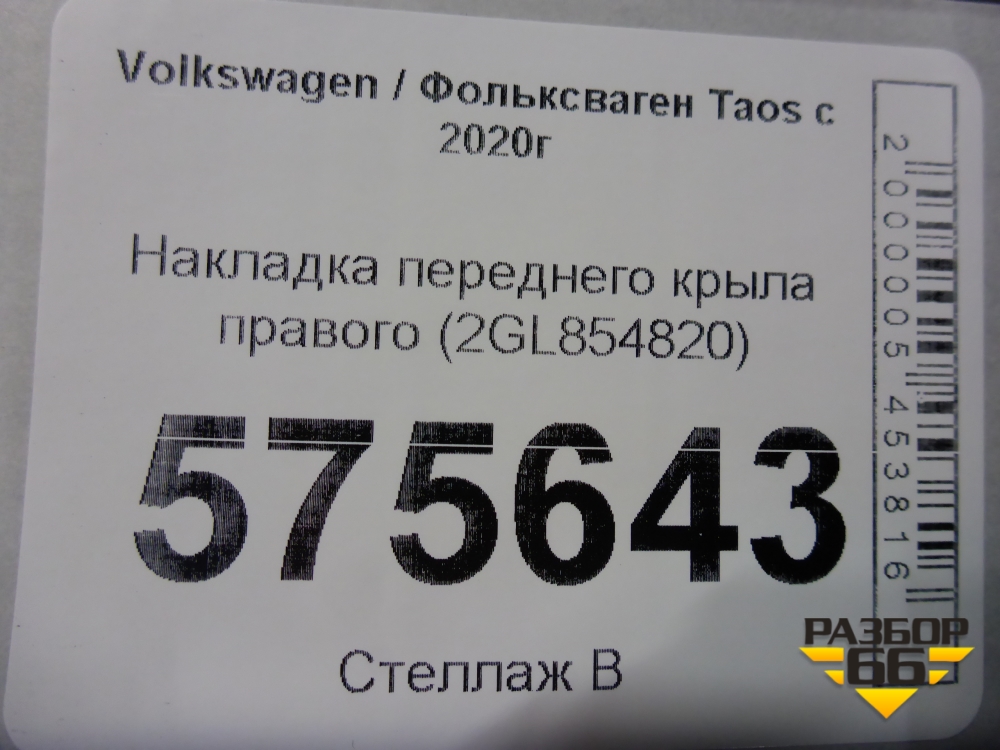 Volkswagen / Фольксваген Taos с
2020г
Накладка переднего крыла
правого (2GL854820)
575643
Стеллаж В
2000005453816
РАЗБОР
66